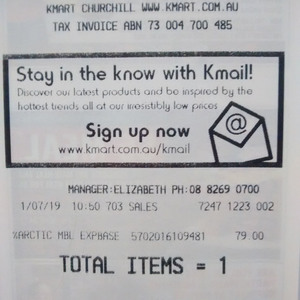 KMART CHURCHILL WWW.KMART.COM.AU
TAX INVOICE ABN 73 004 700 485
Stay in the know with Kmail!
Discover our latest products and be inspired by the
hottest trends all at our irresistibly low prices
Sign up now
www.kmart.com.au/kmail
@
MANAGER:ELIZABETH PH:08 8269 0700
1/07/19 10:50 703 SALES 7247 1223 002
%ARCTIC MBL EXPBASE 5702016109481 79.00
TOTAL ITEMS = 1